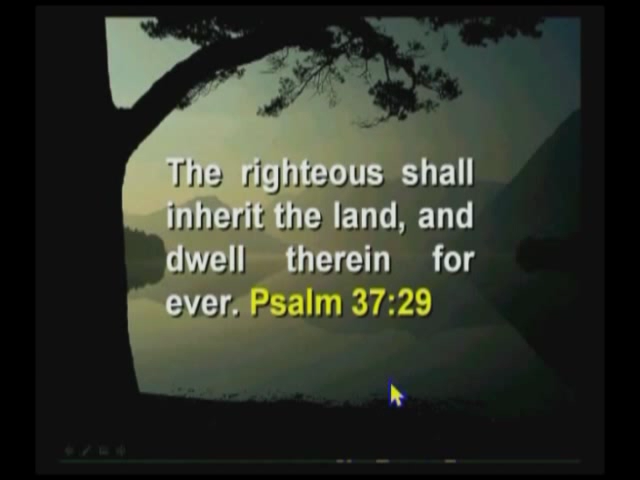 The righteous shall
inherit the land, and
dwell therein for
ever. Psalm 37:29